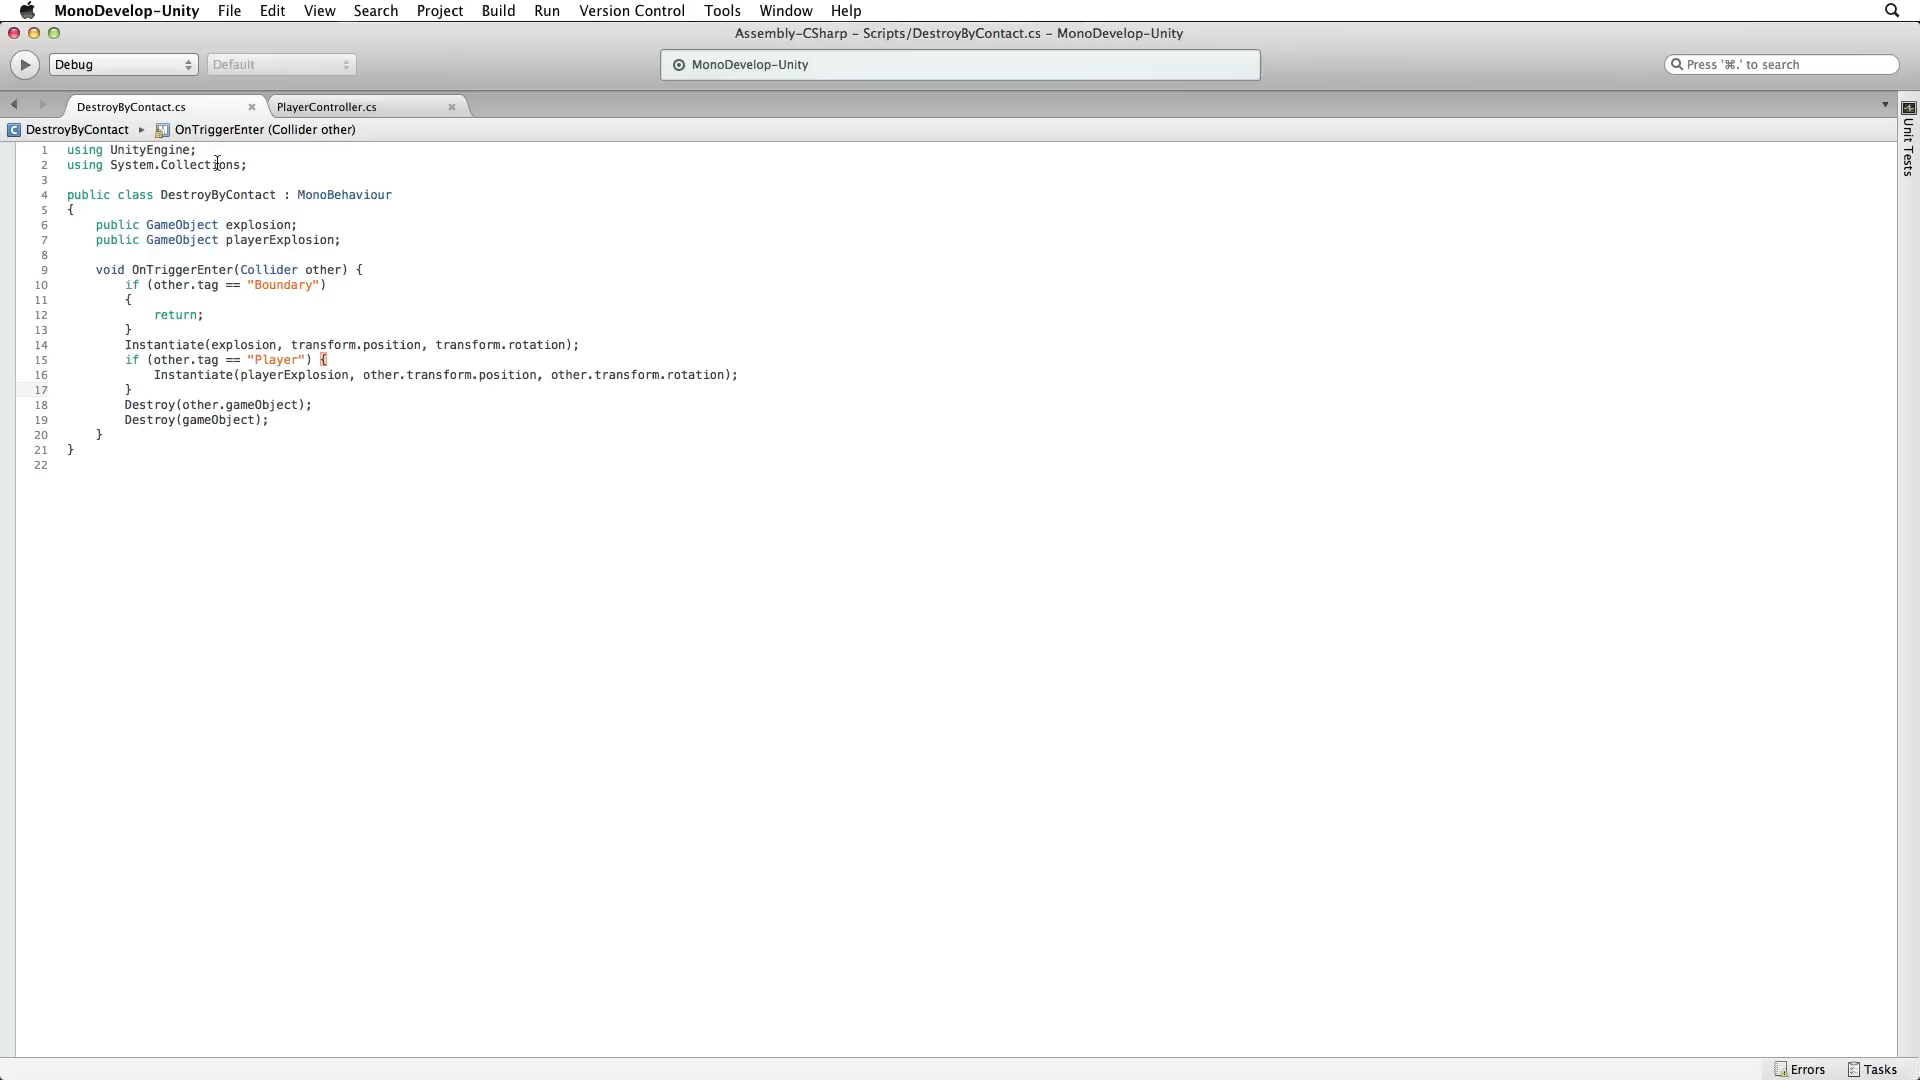 MonoDevelop-Unity File Edit View Search Project Build Run Version Control Tools Window Help
Assembly-CSharp – Scripts/DestroyByContact.cs – MonoDevelop-Unity
Debug Default MonoDevelop-Unity Press '⌘.' to search
DestroyByContact.cs PlayerController.cs
DestroyByContact ▸ OnTriggerEnter (Collider other)
1 using UnityEngine;
2 using System.Collections;
3
4 public class DestroyByContact : MonoBehaviour
5 {
6     public GameObject explosion;
7     public GameObject playerExplosion;
8
9     void OnTriggerEnter(Collider other) {
10         if (other.tag == "Boundary")
11         {
12             return;
13         }
14         Instantiate(explosion, transform.position, transform.rotation);
15         if (other.tag == "Player") {
16             Instantiate(playerExplosion, other.transform.position, other.transform.rotation);
17         }
18         Destroy(other.gameObject);
19         Destroy(gameObject);
20     }
21 }
22
Unit Tests
Errors Tasks